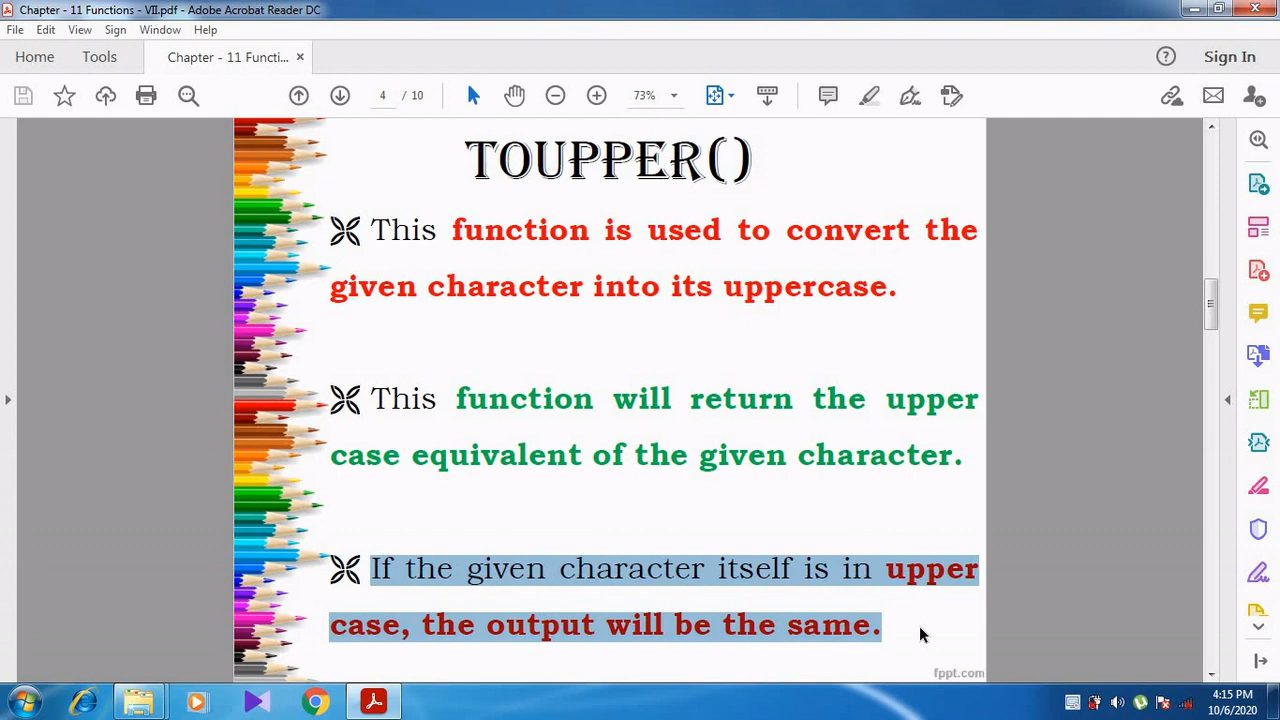 Chapter - 11 Functions - VII.pdf - Adobe Acrobat Reader DC
File Edit View Sign Window Help
Home Tools Chapter - 11 Functi... × Sign In
4 / 10 73%
TOUPPER()
This function is used to convert the
given character into its uppercase.
This function will return the upper
case equivalent of the given character.
If the given character itself is in upper
case, the output will be the same.
fppt.com
4:15 PM
10/6/2020